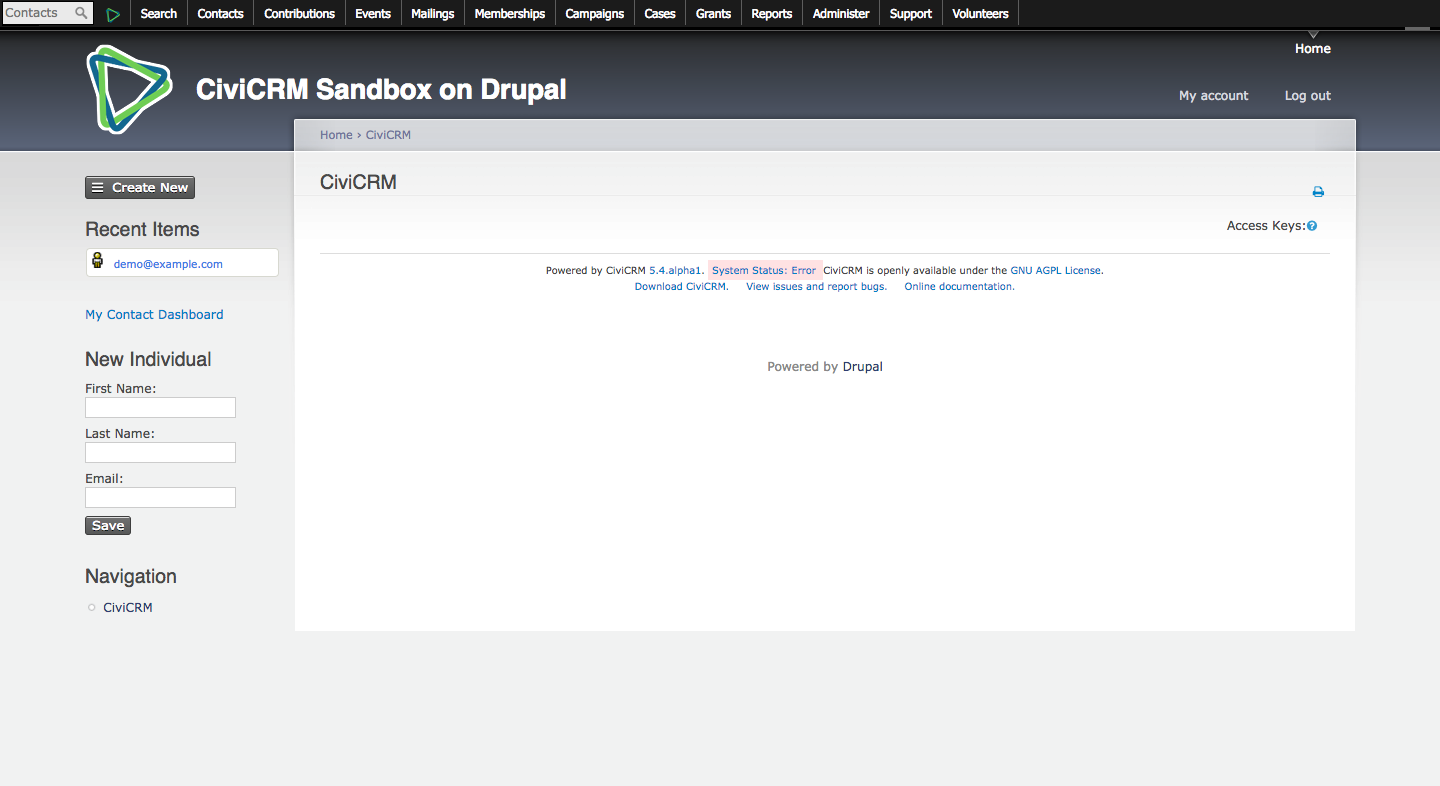 Contacts
Search Contacts Contributions Events Mailings Memberships Campaigns Cases Grants Reports Administer Support Volunteers
Home
CiviCRM Sandbox on Drupal
My account Log out
Home › CiviCRM
Create New
CiviCRM
Recent Items
demo@example.com
Access Keys:?
Powered by CiviCRM 5.4.alpha1. System Status: Error CiviCRM is openly available under the GNU AGPL License.
Download CiviCRM. View issues and report bugs. Online documentation.
My Contact Dashboard
New Individual
First Name:
Last Name:
Email:
Save
Powered by Drupal
Navigation
CiviCRM